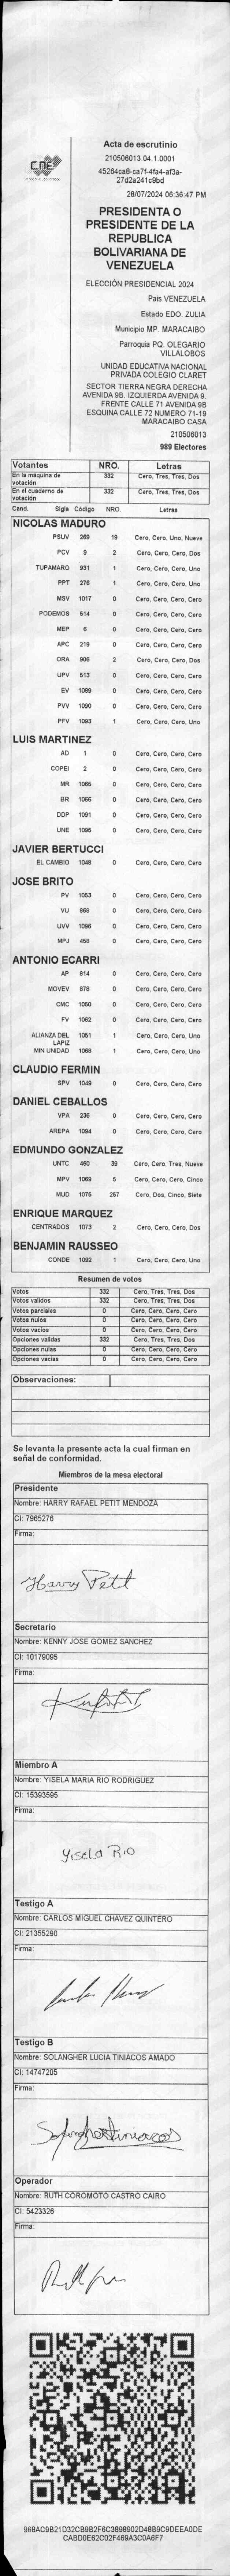 CNE
Acta de escrutinio
210506013.04.1.0001
45264ca8-ca7f-4fa4-af3a-
27d2a241c9bd
28/07/2024 06:36:47 PM
PRESIDENTA O
PRESIDENTE DE LA
REPUBLICA
BOLIVARIANA DE
VENEZUELA
ELECCIÓN PRESIDENCIAL 2024
Pais VENEZUELA
Estado EDO. ZULIA
Municipio MP. MARACAIBO
Parroquia PQ. OLEGARIO
VILLALOBOS
UNIDAD EDUCATIVA NACIONAL
PRIVADA COLEGIO CLARET
SECTOR TIERRA NEGRA DERECHA
AVENIDA 9B. IZQUIERDA AVENIDA 9.
FRENTE CALLE 71 AVENIDA 9B
ESQUINA CALLE 72 NUMERO 71-19
MARACAIBO CASA
210506013
989 Electores
Votantes NRO. Letras
En la máquina de votación 332 Cero, Tres, Tres, Dos
En el cuaderno de votación 332 Cero, Tres, Tres, Dos
Cand. Sigla Código NRO. Letras
NICOLAS MADURO
PSUV 269 19 Cero, Cero, Uno, Nueve
PCV 9 2 Cero, Cero, Cero, Dos
TUPAMARO 931 1 Cero, Cero, Cero, Uno
PPT 276 1 Cero, Cero, Cero, Uno
MSV 1017 0 Cero, Cero, Cero, Cero
PODEMOS 514 0 Cero, Cero, Cero, Cero
MEP 6 0 Cero, Cero, Cero, Cero
APC 219 0 Cero, Cero, Cero, Cero
ORA 906 2 Cero, Cero, Cero, Dos
UPV 513 0 Cero, Cero, Cero, Cero
EV 1089 0 Cero, Cero, Cero, Cero
PVV 1090 0 Cero, Cero, Cero, Cero
PFV 1093 1 Cero, Cero, Cero, Uno
LUIS MARTINEZ
AD 1 0 Cero, Cero, Cero, Cero
COPEI 2 0 Cero, Cero, Cero, Cero
MR 1065 0 Cero, Cero, Cero, Cero
BR 1066 0 Cero, Cero, Cero, Cero
DDP 1091 0 Cero, Cero, Cero, Cero
UNE 1095 0 Cero, Cero, Cero, Cero
JAVIER BERTUCCI
EL CAMBIO 1048 0 Cero, Cero, Cero, Cero
JOSE BRITO
PV 1053 0 Cero, Cero, Cero, Cero
VU 868 0 Cero, Cero, Cero, Cero
UVV 1096 0 Cero, Cero, Cero, Cero
MPJ 458 0 Cero, Cero, Cero, Cero
ANTONIO ECARRI
AP 814 0 Cero, Cero, Cero, Cero
MOVEV 878 0 Cero, Cero, Cero, Cero
CMC 1050 0 Cero, Cero, Cero, Cero
FV 1062 0 Cero, Cero, Cero, Cero
ALIANZA DEL LAPIZ 1051 1 Cero, Cero, Cero, Uno
MIN UNIDAD 1068 1 Cero, Cero, Cero, Uno
CLAUDIO FERMIN
SPV 1049 0 Cero, Cero, Cero, Cero
DANIEL CEBALLOS
VPA 236 0 Cero, Cero, Cero, Cero
AREPA 1094 0 Cero, Cero, Cero, Cero
EDMUNDO GONZALEZ
UNTC 460 39 Cero, Cero, Tres, Nueve
MPV 1069 5 Cero, Cero, Cero, Cinco
MUD 1075 257 Cero, Dos, Cinco, Siete
ENRIQUE MARQUEZ
CENTRADOS 1073 2 Cero, Cero, Cero, Dos
BENJAMIN RAUSSEO
CONDE 1092 1 Cero, Cero, Cero, Uno
Resumen de votos
Votos 332 Cero, Tres, Tres, Dos
Votos validos 332 Cero, Tres, Tres, Dos
Votos parciales 0 Cero, Cero, Cero, Cero
Votos nulos 0 Cero, Cero, Cero, Cero
Votos vacios 0 Cero, Cero, Cero, Cero
Opciones validas 332 Cero, Tres, Tres, Dos
Opciones nulas 0 Cero, Cero, Cero, Cero
Opciones vacias 0 Cero, Cero, Cero, Cero
Observaciones:
Se levanta la presente acta la cual firman en
señal de conformidad.
Miembros de la mesa electoral
Presidente
Nombre: HARRY RAFAEL PETIT MENDOZA
CI: 7965276
Firma:
Harry Petit
Secretario
Nombre: KENNY JOSE GOMEZ SANCHEZ
CI: 10179095
Firma:
Miembro A
Nombre: YISELA MARIA RIO RODRIGUEZ
CI: 15393595
Firma:
Yisela Rio
Testigo A
Nombre: CARLOS MIGUEL CHAVEZ QUINTERO
CI: 21355290
Firma:
Testigo B
Nombre: SOLANGHER LUCIA TINIACOS AMADO
CI: 14747205
Firma:
Operador
Nombre: RUTH COROMOTO CASTRO CAIRO
CI: 5423326
Firma:
968AC9B21D32CB9B2F6C3898902D48B9C9DEEA0DE
CABD0E62C02F469A3C0A6F7